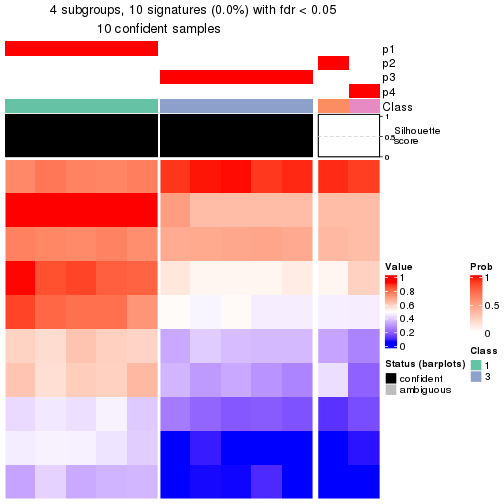 4 subgroups, 10 signatures (0.0%) with fdr < 0.05
10 confident samples
p1
p2
p3
p4
Class
1
0.5
0
Silhouette
score
Value
1
0.8
0.6
0.4
0.2
0
Prob
1
0.5
0
Status (barplots)
confident
ambiguous
Class
1
3